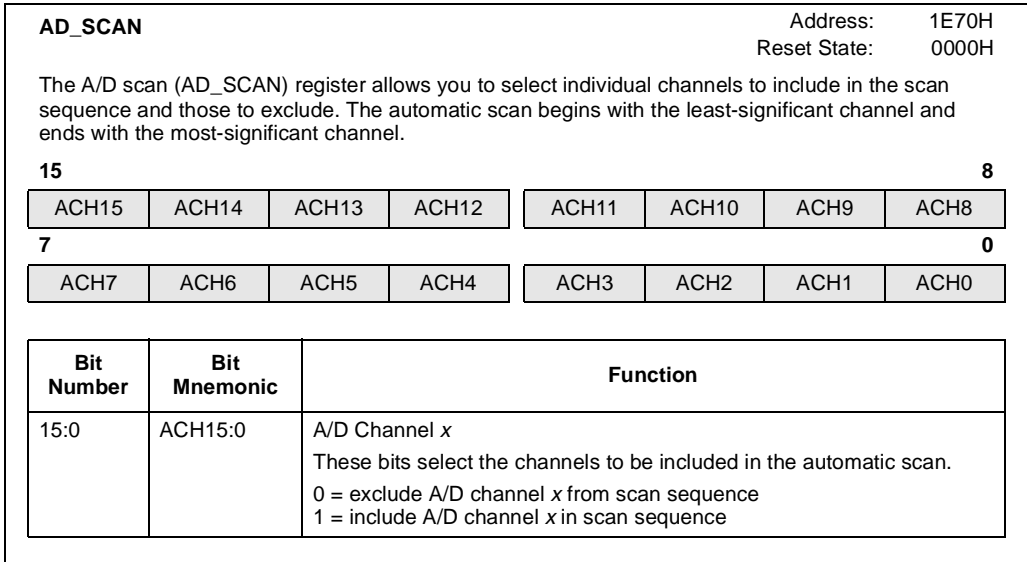 AD_SCAN
Address: 1E70H
Reset State: 0000H
The A/D scan (AD_SCAN) register allows you to select individual channels to include in the scan
sequence and those to exclude. The automatic scan begins with the least-significant channel and
ends with the most-significant channel.
15 8
ACH15 ACH14 ACH13 ACH12 ACH11 ACH10 ACH9 ACH8
7 0
ACH7 ACH6 ACH5 ACH4 ACH3 ACH2 ACH1 ACH0
Bit Number Bit Mnemonic Function
15:0 ACH15:0 A/D Channel x
These bits select the channels to be included in the automatic scan.
0 = exclude A/D channel x from scan sequence
1 = include A/D channel x in scan sequence